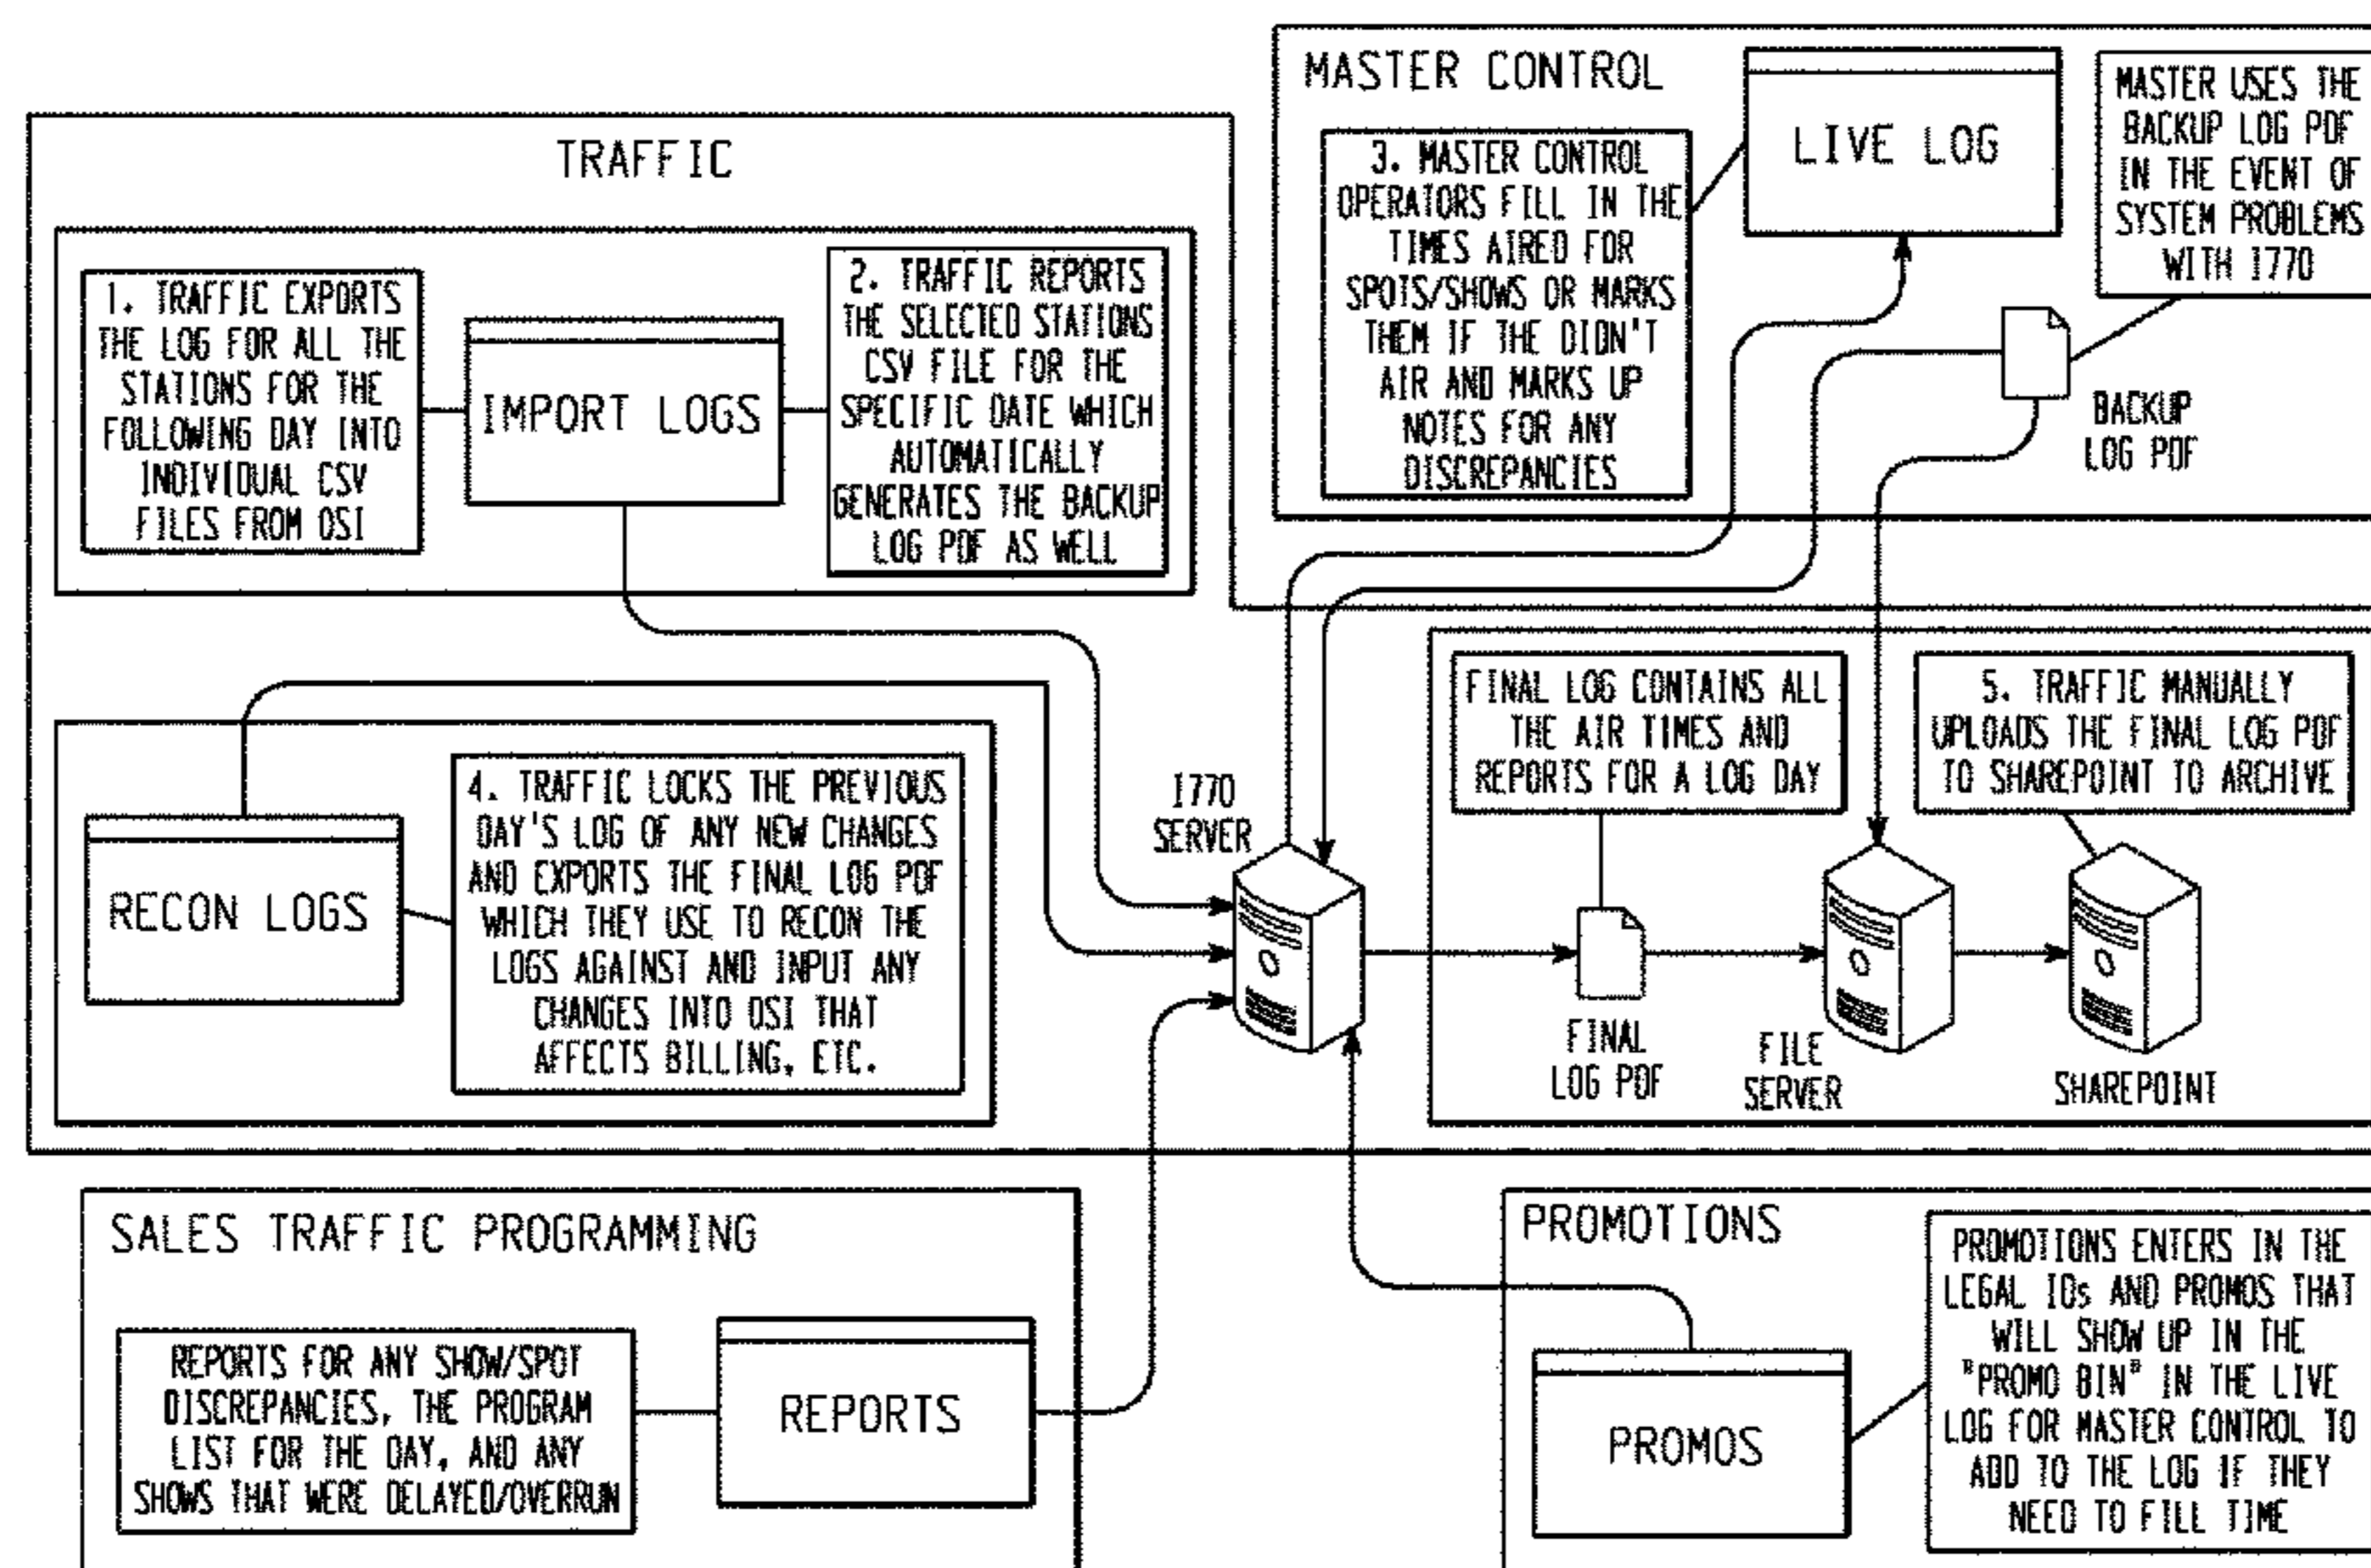 TRAFFIC
1. TRAFFIC EXPORTS
THE LOG FOR ALL THE
STATIONS FOR THE
FOLLOWING DAY INTO
INDIVIDUAL CSV
FILES FROM OSI
IMPORT LOGS
2. TRAFFIC REPORTS
THE SELECTED STATIONS
CSV FILE FOR THE
SPECIFIC DATE WHICH
AUTOMATICALLY
GENERATES THE BACKUP
LOG PDF AS WELL
MASTER CONTROL
3. MASTER CONTROL
OPERATORS FILL IN THE
TIMES AIRED FOR
SPOTS/SHOWS OR MARKS
THEM IF THE DIDN'T
AIR AND MARKS UP
NOTES FOR ANY
DISCREPANCIES
LIVE LOG
MASTER USES THE
BACKUP LOG PDF
IN THE EVENT OF
SYSTEM PROBLEMS
WITH 1770
BACKUP
LOG PDF
RECON LOGS
4. TRAFFIC LOCKS THE PREVIOUS
DAY'S LOG OF ANY NEW CHANGES
AND EXPORTS THE FINAL LOG PDF
WHICH THEY USE TO RECON THE
LOGS AGAINST AND INPUT ANY
CHANGES INTO OSI THAT
AFFECTS BILLING, ETC.
1770
SERVER
FINAL LOG CONTAINS ALL
THE AIR TIMES AND
REPORTS FOR A LOG DAY
5. TRAFFIC MANUALLY
UPLOADS THE FINAL LOG PDF
TO SHAREPOINT TO ARCHIVE
FINAL
LOG PDF
FILE
SERVER
SHAREPOINT
SALES TRAFFIC PROGRAMMING
REPORTS FOR ANY SHOW/SPOT
DISCREPANCIES, THE PROGRAM
LIST FOR THE DAY, AND ANY
SHOWS THAT WERE DELAYED/OVERRUN
REPORTS
PROMOTIONS
PROMOS
PROMOTIONS ENTERS IN THE
LEGAL IDs AND PROMOS THAT
WILL SHOW UP IN THE
"PROMO BIN" IN THE LIVE
LOG FOR MASTER CONTROL TO
ADD TO THE LOG IF THEY
NEED TO FILL TIME